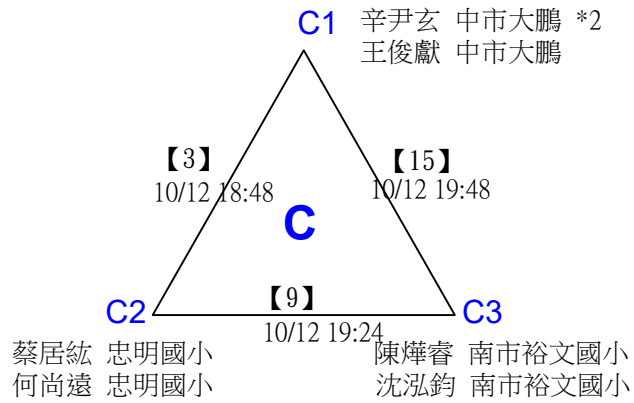 C1 辛尹玄 中市大鵬 *2
王俊獻 中市大鵬
【3】
10/12 18:48
【15】
10/12 19:48
C
【9】
10/12 19:24
C2
C3
蔡居紘 忠明國小
何尚遠 忠明國小
陳燁睿 南市裕文國小
沈泓鈞 南市裕文國小